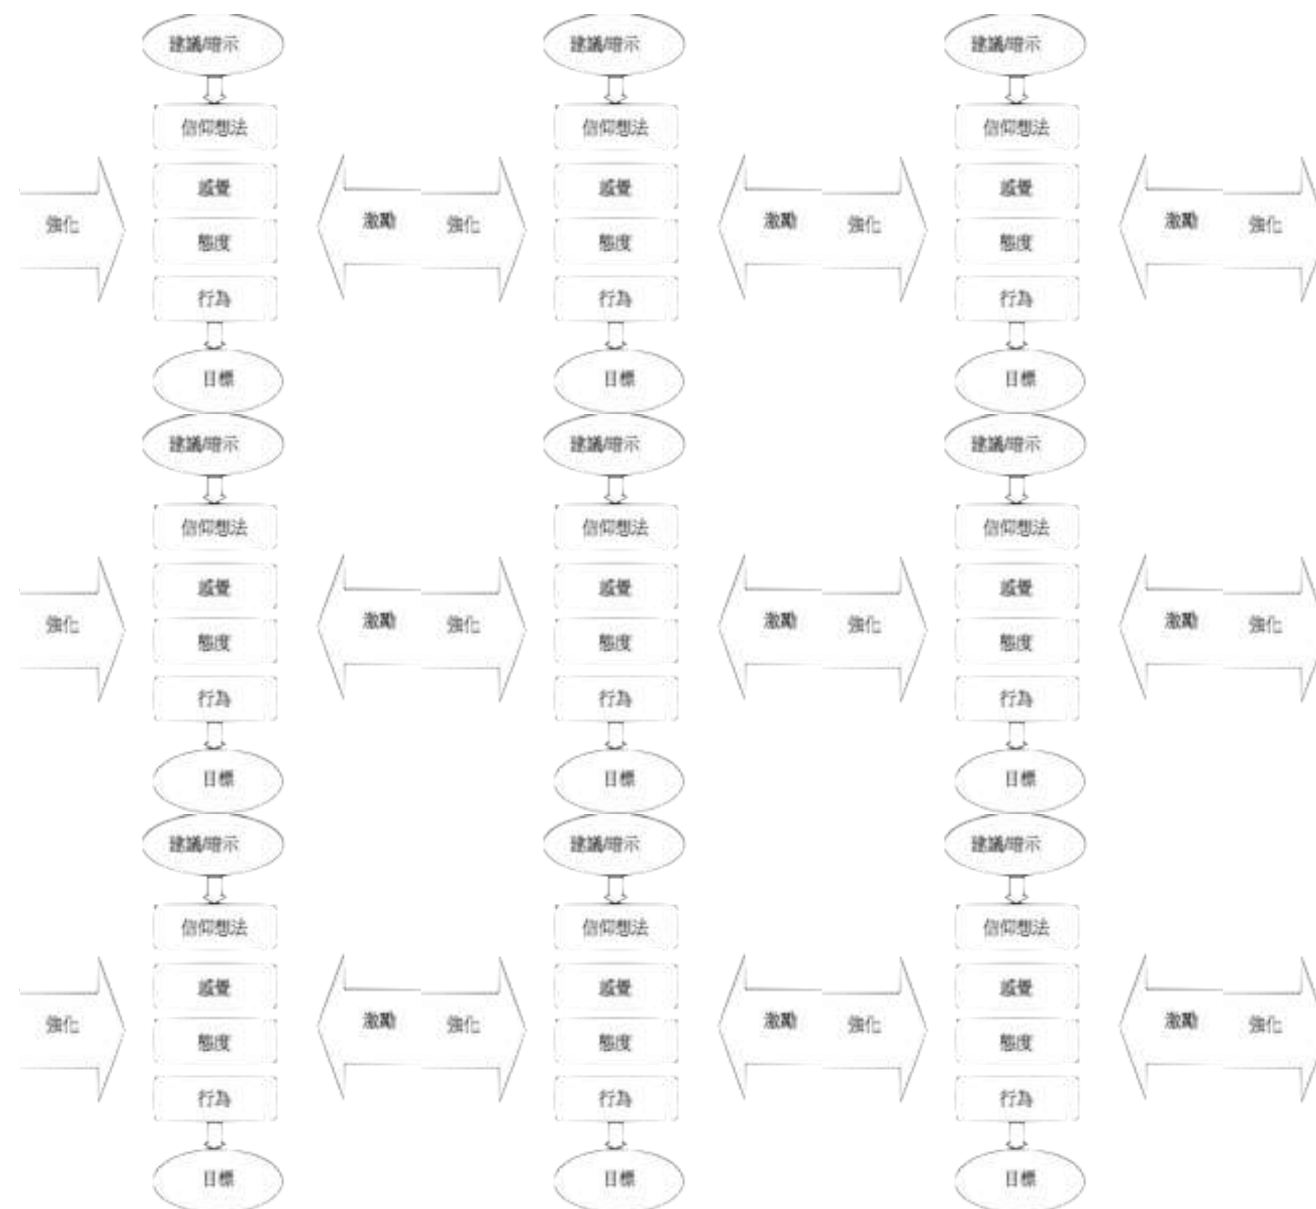 建議/暗示 建議/暗示 建議/暗示
信仰想法 信仰想法 信仰想法
感覺 感覺 感覺
強化 激勵 強化 激勵 強化 激勵 強化
態度 態度 態度
行為 行為 行為
目標 目標 目標
建議/暗示 建議/暗示 建議/暗示
信仰想法 信仰想法 信仰想法
感覺 感覺 感覺
強化 激勵 強化 激勵 強化 激勵 強化
態度 態度 態度
行為 行為 行為
目標 目標 目標
建議/暗示 建議/暗示 建議/暗示
信仰想法 信仰想法 信仰想法
感覺 感覺 感覺
強化 激勵 強化 激勵 強化 激勵 強化
態度 態度 態度
行為 行為 行為
目標 目標 目標